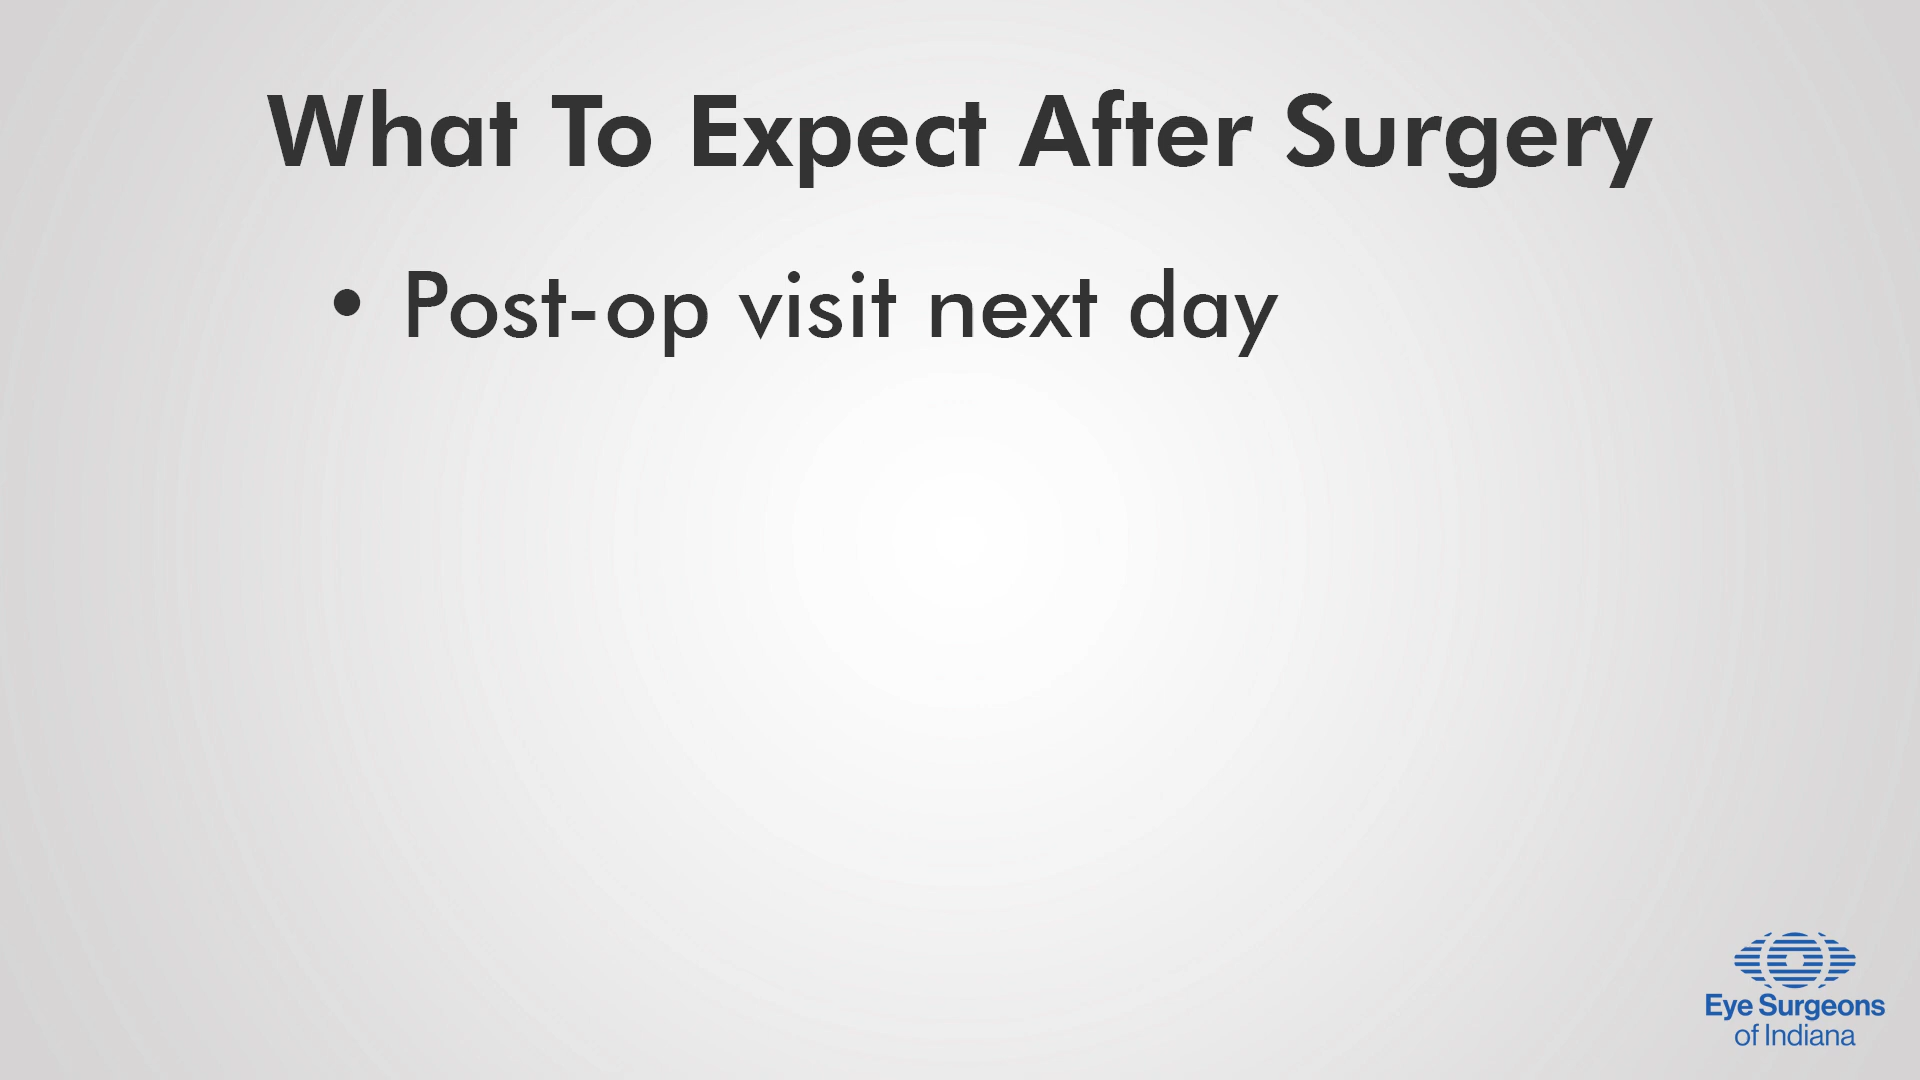 What To Expect After Surgery
• Post-op visit next day
Eye Surgeons
of Indiana